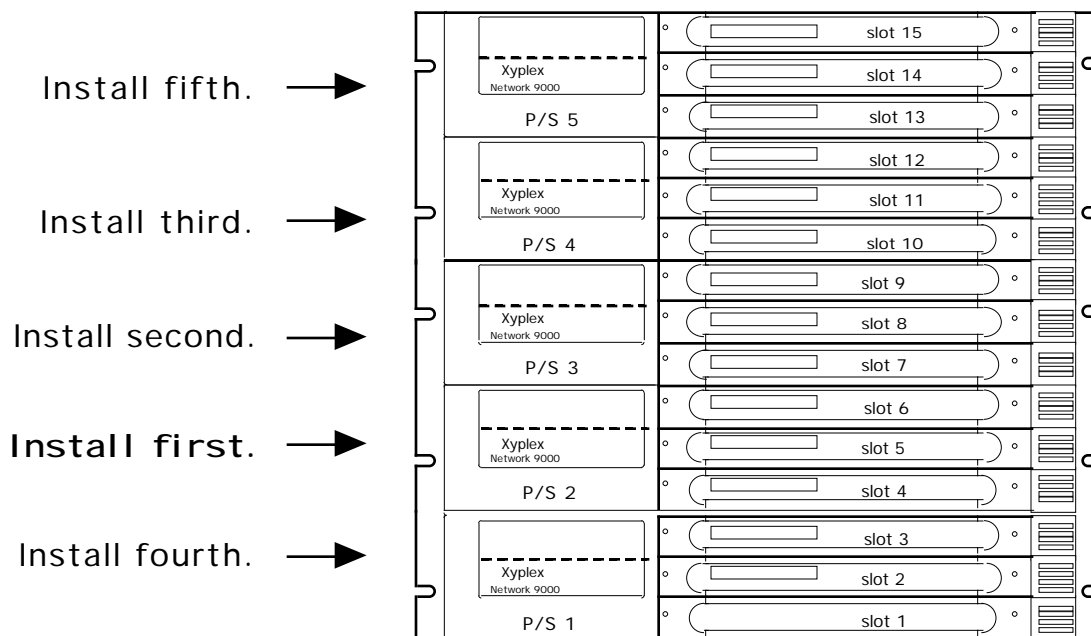 slot 15
Xyplex
Network 9000
Install fifth.
slot 14
P/S 5
slot 13
slot 12
Xyplex
Network 9000
Install third.
slot 11
P/S 4
slot 10
slot 9
Xyplex
Network 9000
Install second.
slot 8
P/S 3
slot 7
slot 6
Xyplex
Network 9000
Install first.
slot 5
P/S 2
slot 4
slot 3
Xyplex
Network 9000
Install fourth.
slot 2
P/S 1
slot 1